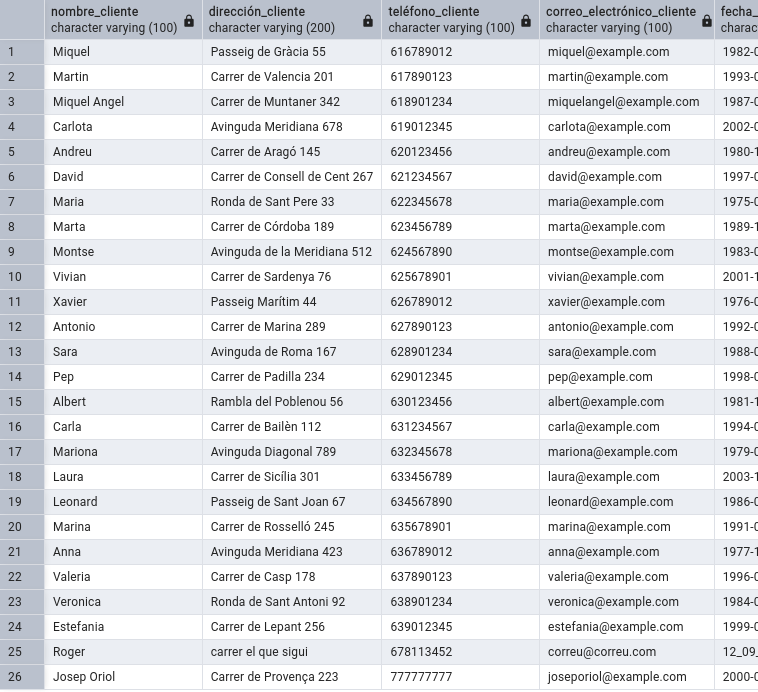 nombre_cliente dirección_cliente teléfono_cliente correo_electrónico_cliente fecha_
character varying (100) character varying (200) character varying (100) character varying (100) charac
1 Miquel Passeig de Gràcia 55 616789012 miquel@example.com 1982-0
2 Martin Carrer de Valencia 201 617890123 martin@example.com 1993-0
3 Miquel Angel Carrer de Muntaner 342 618901234 miquelangel@example.com 1987-0
4 Carlota Avinguda Meridiana 678 619012345 carlota@example.com 2002-0
5 Andreu Carrer de Aragó 145 620123456 andreu@example.com 1980-1
6 David Carrer de Consell de Cent 267 621234567 david@example.com 1997-0
7 Maria Ronda de Sant Pere 33 622345678 maria@example.com 1975-0
8 Marta Carrer de Córdoba 189 623456789 marta@example.com 1989-1
9 Montse Avinguda de la Meridiana 512 624567890 montse@example.com 1983-0
10 Vivian Carrer de Sardenya 76 625678901 vivian@example.com 2001-1
11 Xavier Passeig Marítim 44 626789012 xavier@example.com 1976-0
12 Antonio Carrer de Marina 289 627890123 antonio@example.com 1992-0
13 Sara Avinguda de Roma 167 628901234 sara@example.com 1988-0
14 Pep Carrer de Padilla 234 629012345 pep@example.com 1998-0
15 Albert Rambla del Poblenou 56 630123456 albert@example.com 1981-1
16 Carla Carrer de Bailèn 112 631234567 carla@example.com 1994-0
17 Mariona Avinguda Diagonal 789 632345678 mariona@example.com 1979-0
18 Laura Carrer de Sicília 301 633456789 laura@example.com 2003-1
19 Leonard Passeig de Sant Joan 67 634567890 leonard@example.com 1986-0
20 Marina Carrer de Rosselló 245 635678901 marina@example.com 1991-0
21 Anna Avinguda Meridiana 423 636789012 anna@example.com 1977-1
22 Valeria Carrer de Casp 178 637890123 valeria@example.com 1996-0
23 Veronica Ronda de Sant Antoni 92 638901234 veronica@example.com 1984-0
24 Estefania Carrer de Lepant 256 639012345 estefania@example.com 1999-0
25 Roger carrer el que sigui 678113452 correu@correu.com 12_09_
26 Josep Oriol Carrer de Provença 223 777777777 joseporiol@example.com 2000-0